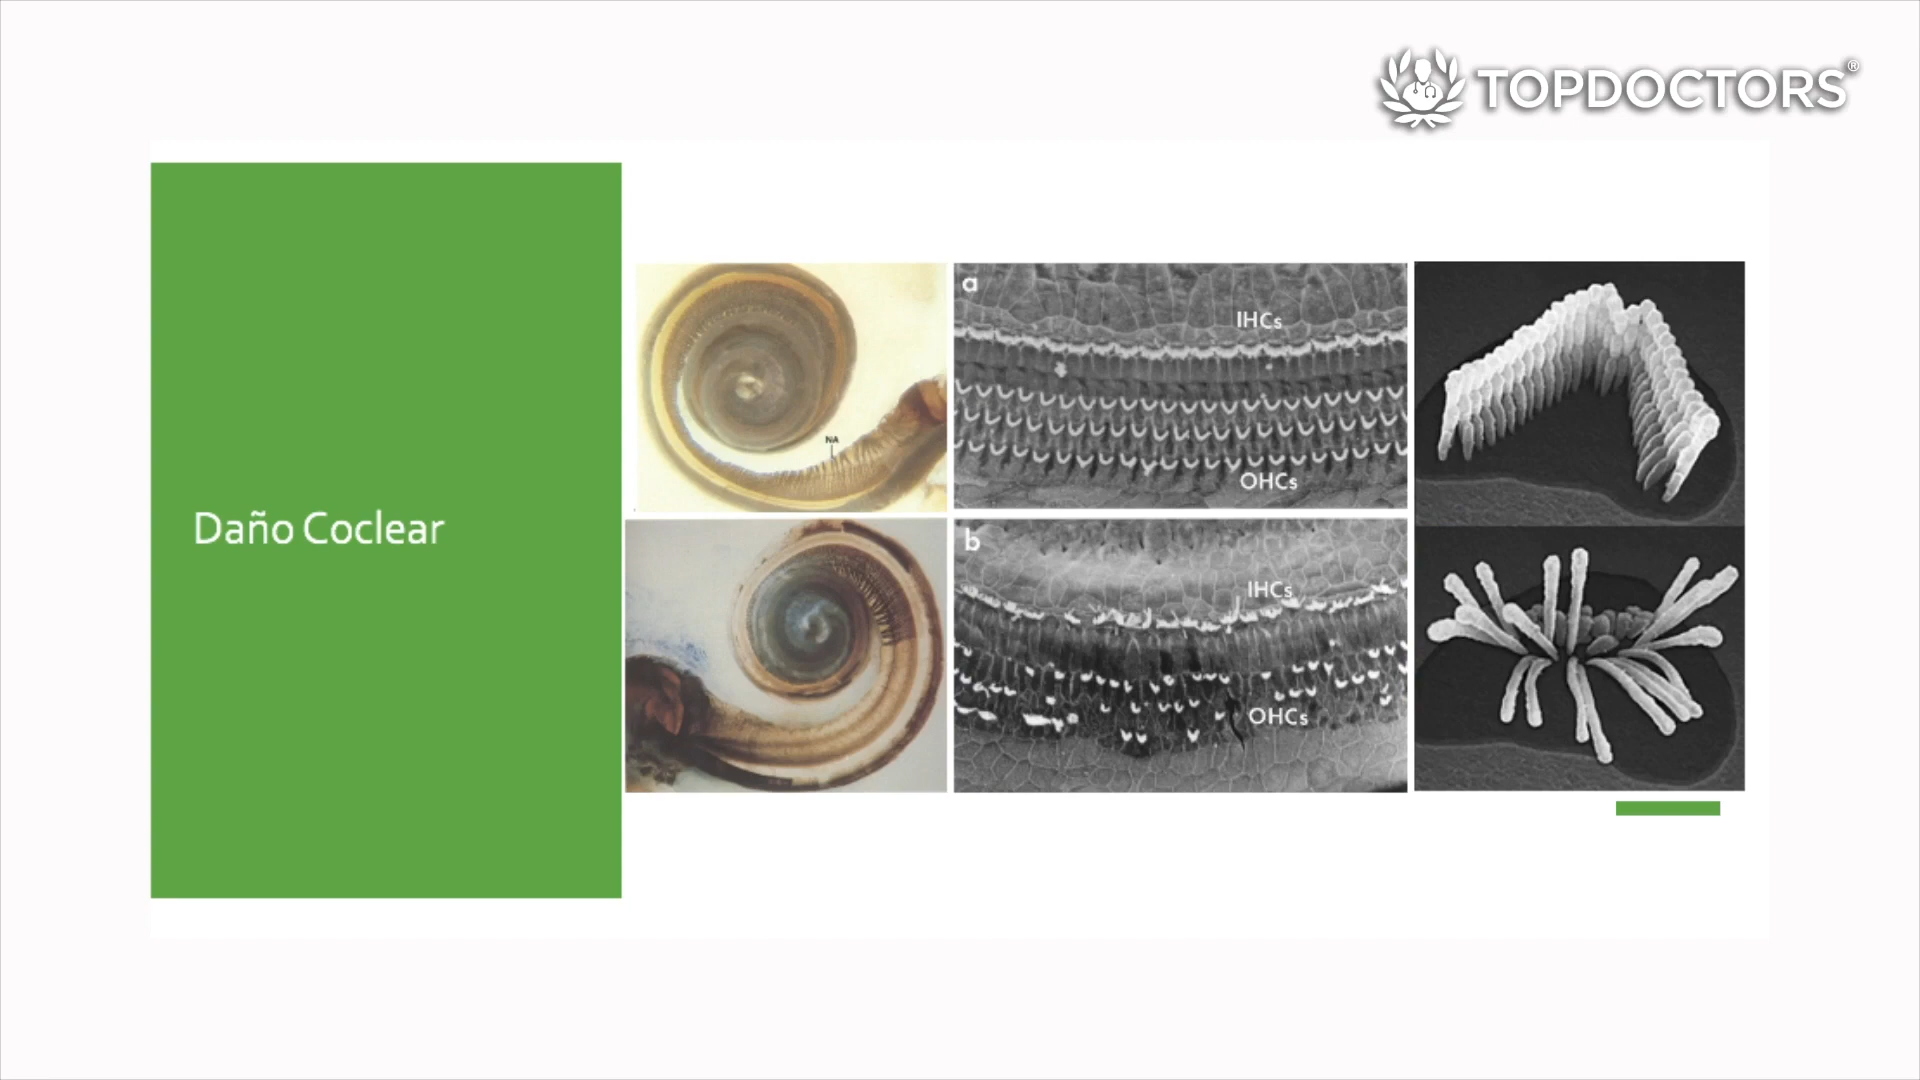 TOPDOCTORS®
Daño Coclear
NA
a
IHCs
OHCs
b
IHCs
OHCs